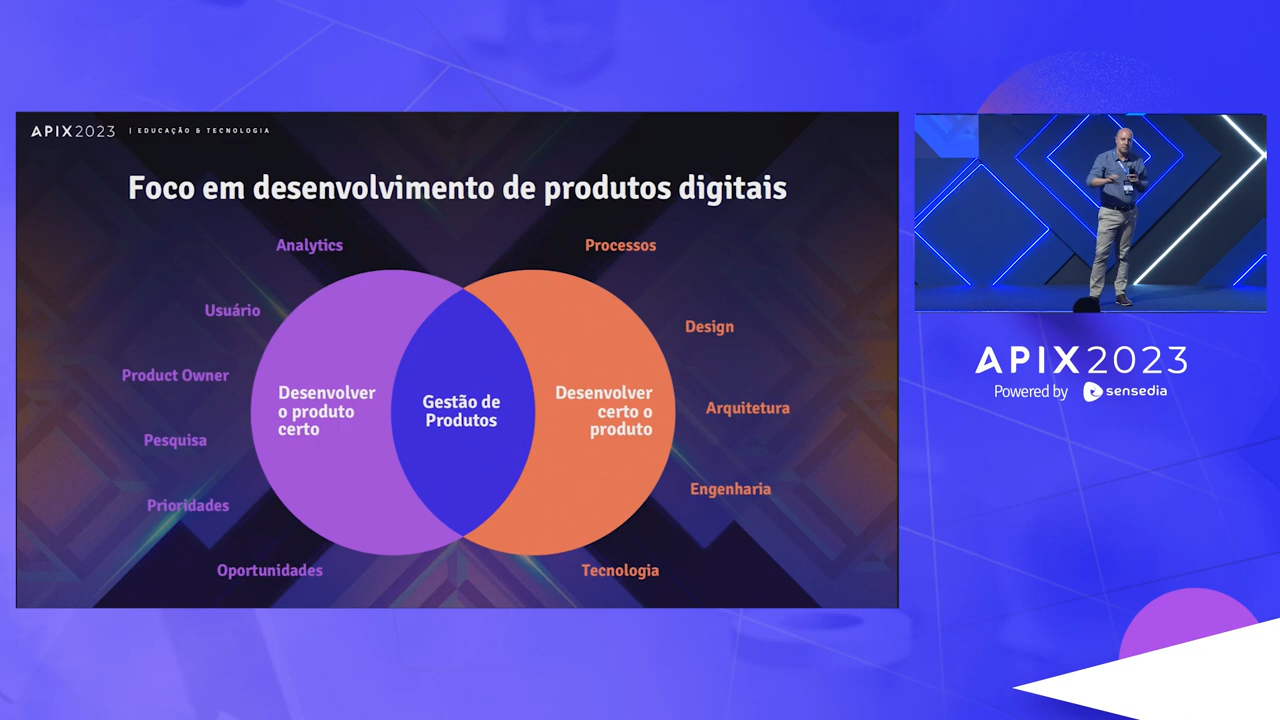 APIX2023 | EDUCAÇÃO & TECNOLOGIA
Foco em desenvolvimento de produtos digitais
Analytics
Processos
Usuário
Design
Product Owner
Desenvolver
o produto
certo
Gestão de
Produtos
Desenvolver
certo o
produto
Arquitetura
Pesquisa
Engenharia
Prioridades
Oportunidades
Tecnologia
APIX2023
Powered by sensedia